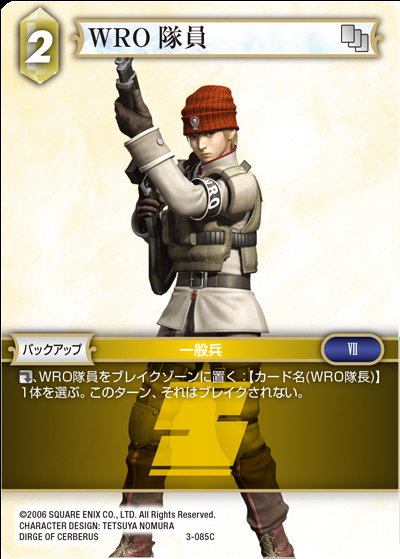 2
WRO 隊員
WRO
バックアップ
一般兵
VII
、WRO隊員をブレイクゾーンに置く：【カード名(WRO隊長)】
1体を選ぶ。このターン、それはブレイクされない。
©2006 SQUARE ENIX CO., LTD. All Rights Reserved.
CHARACTER DESIGN: TETSUYA NOMURA
DIRGE OF CERBERUS 3-085C